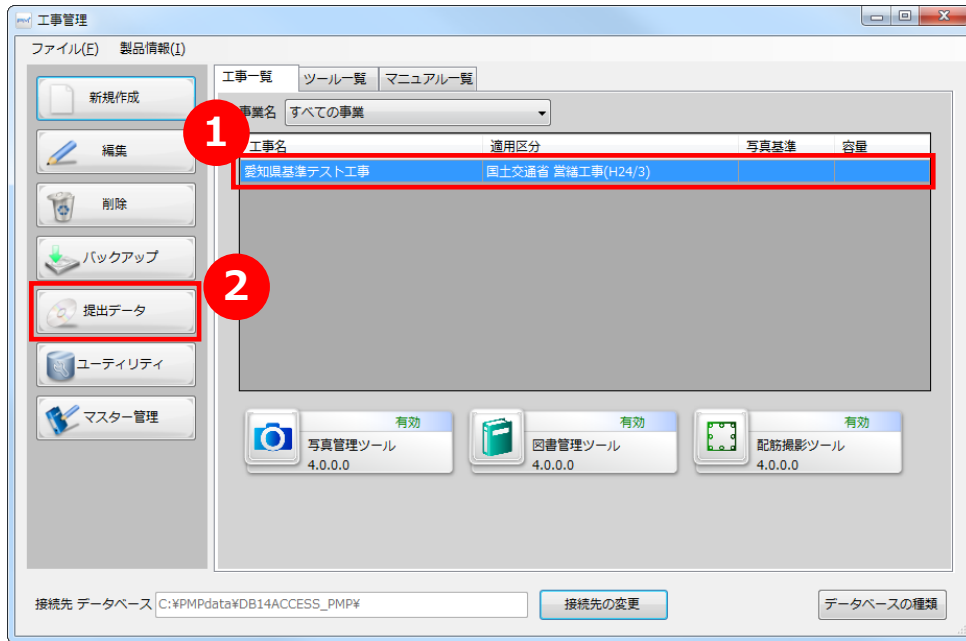 工事管理
ファイル(F) 製品情報(I)
新規作成
編集
削除
バックアップ
提出データ
ユーティリティ
マスター管理
工事一覧 ツール一覧 マニュアル一覧
事業名 すべての事業
1
工事名 適用区分 写真基準 容量
愛知県基準テスト工事 国土交通省 営繕工事(H24/3)
2
有効
写真管理ツール
4.0.0.0
有効
図書管理ツール
4.0.0.0
有効
配筋撮影ツール
4.0.0.0
接続先 データベース C:¥PMPdata¥DB14ACCESS_PMP¥ 接続先の変更 データベースの種類